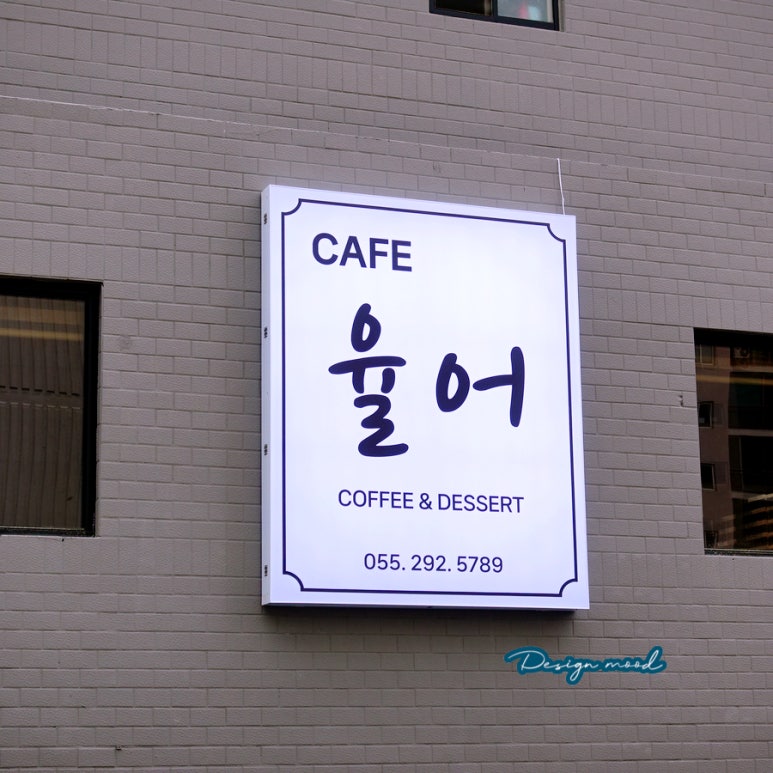 CAFE
율어
COFFEE & DESSERT
055. 292. 5789
Design mood